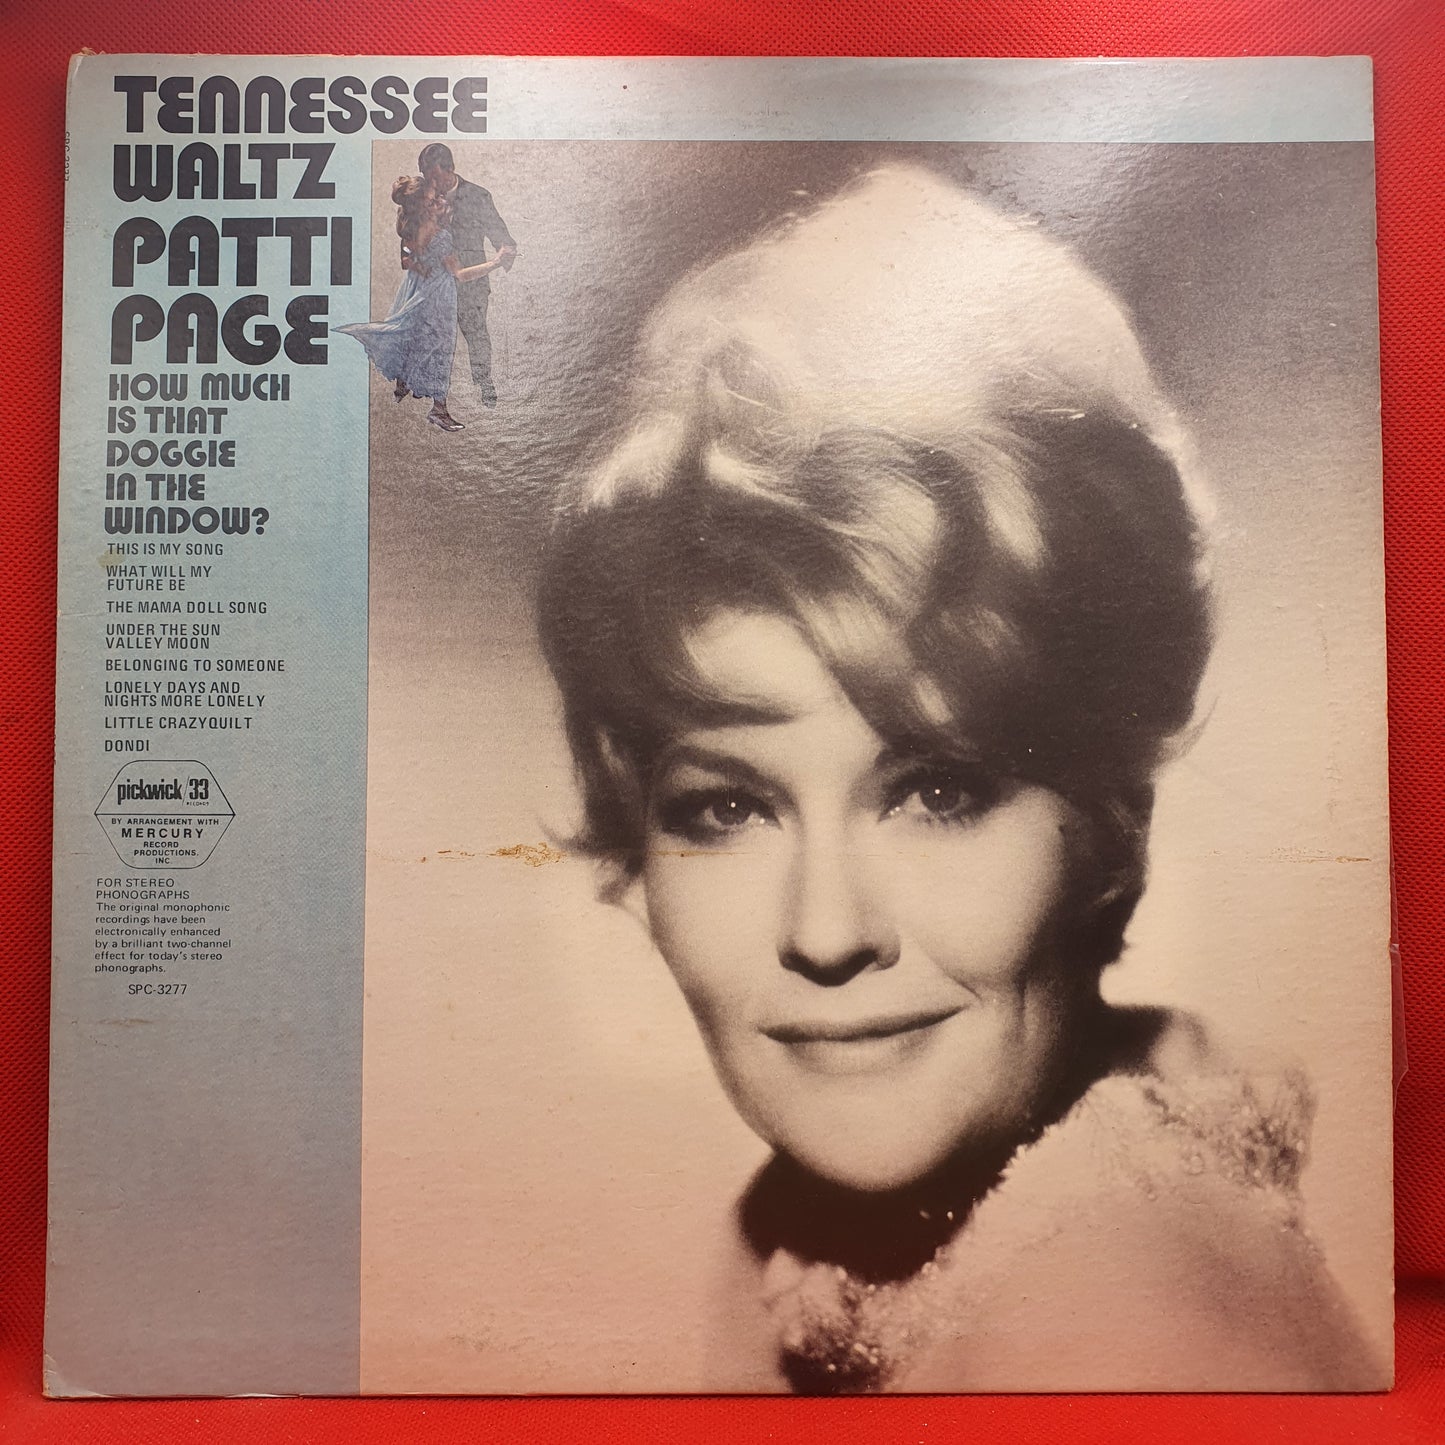 TENNESSEE
WALTZ
PATTI
PAGE
HOW MUCH
IS THAT
DOGGIE
IN THE
WINDOW?
THIS IS MY SONG
WHAT WILL MY
FUTURE BE
THE MAMA DOLL SONG
UNDER THE SUN
VALLEY MOON
BELONGING TO SOMEONE
LONELY DAYS AND
NIGHTS MORE LONELY
LITTLE CRAZYQUILT
DONDI
pickwick/33
RECORDS
BY ARRANGEMENT WITH
MERCURY
RECORD
PRODUCTIONS,
INC.
FOR STEREO
PHONOGRAPHS
The original monophonic
recordings have been
electronically enhanced
by a brilliant two-channel
effect for today's stereo
phonographs.
SPC-3277